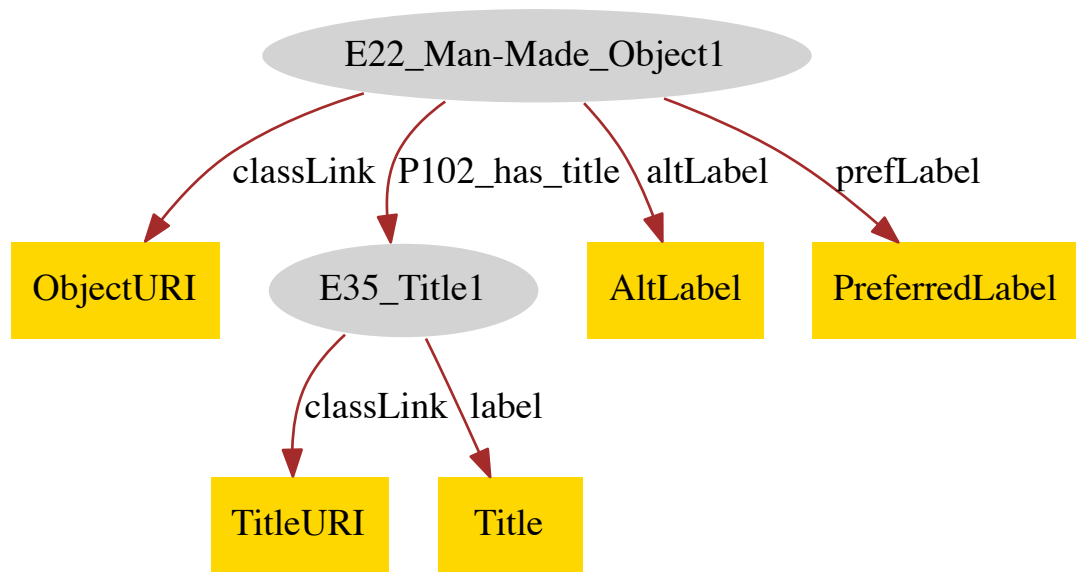 E22_Man-Made_Object1
classLink
P102_has_title
altLabel
prefLabel
ObjectURI
E35_Title1
AltLabel
PreferredLabel
classLink
label
TitleURI
Title